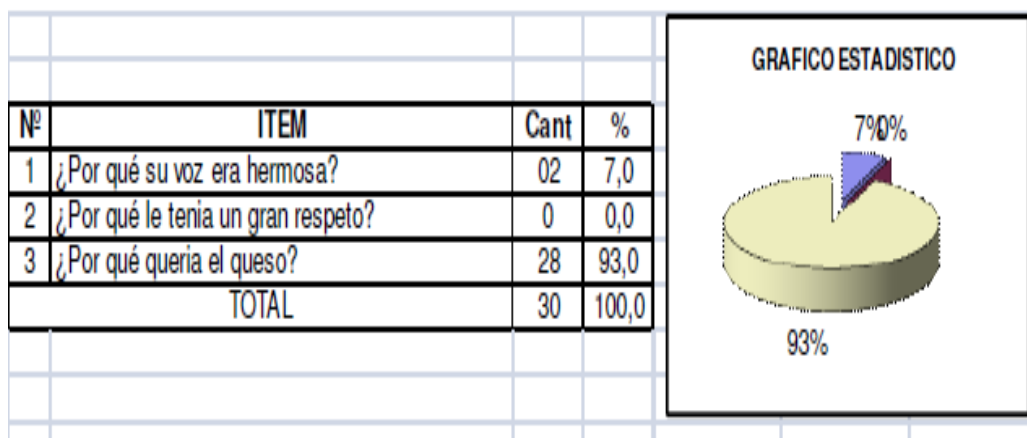 GRAFICO ESTADISTICO
Nº ITEM Cant %
1 ¿Por qué su voz era hermosa? 02 7,0
2 ¿Por qué le tenia un gran respeto? 0 0,0
3 ¿Por qué queria el queso? 28 93,0
TOTAL 30 100,0
7% 0%
93%